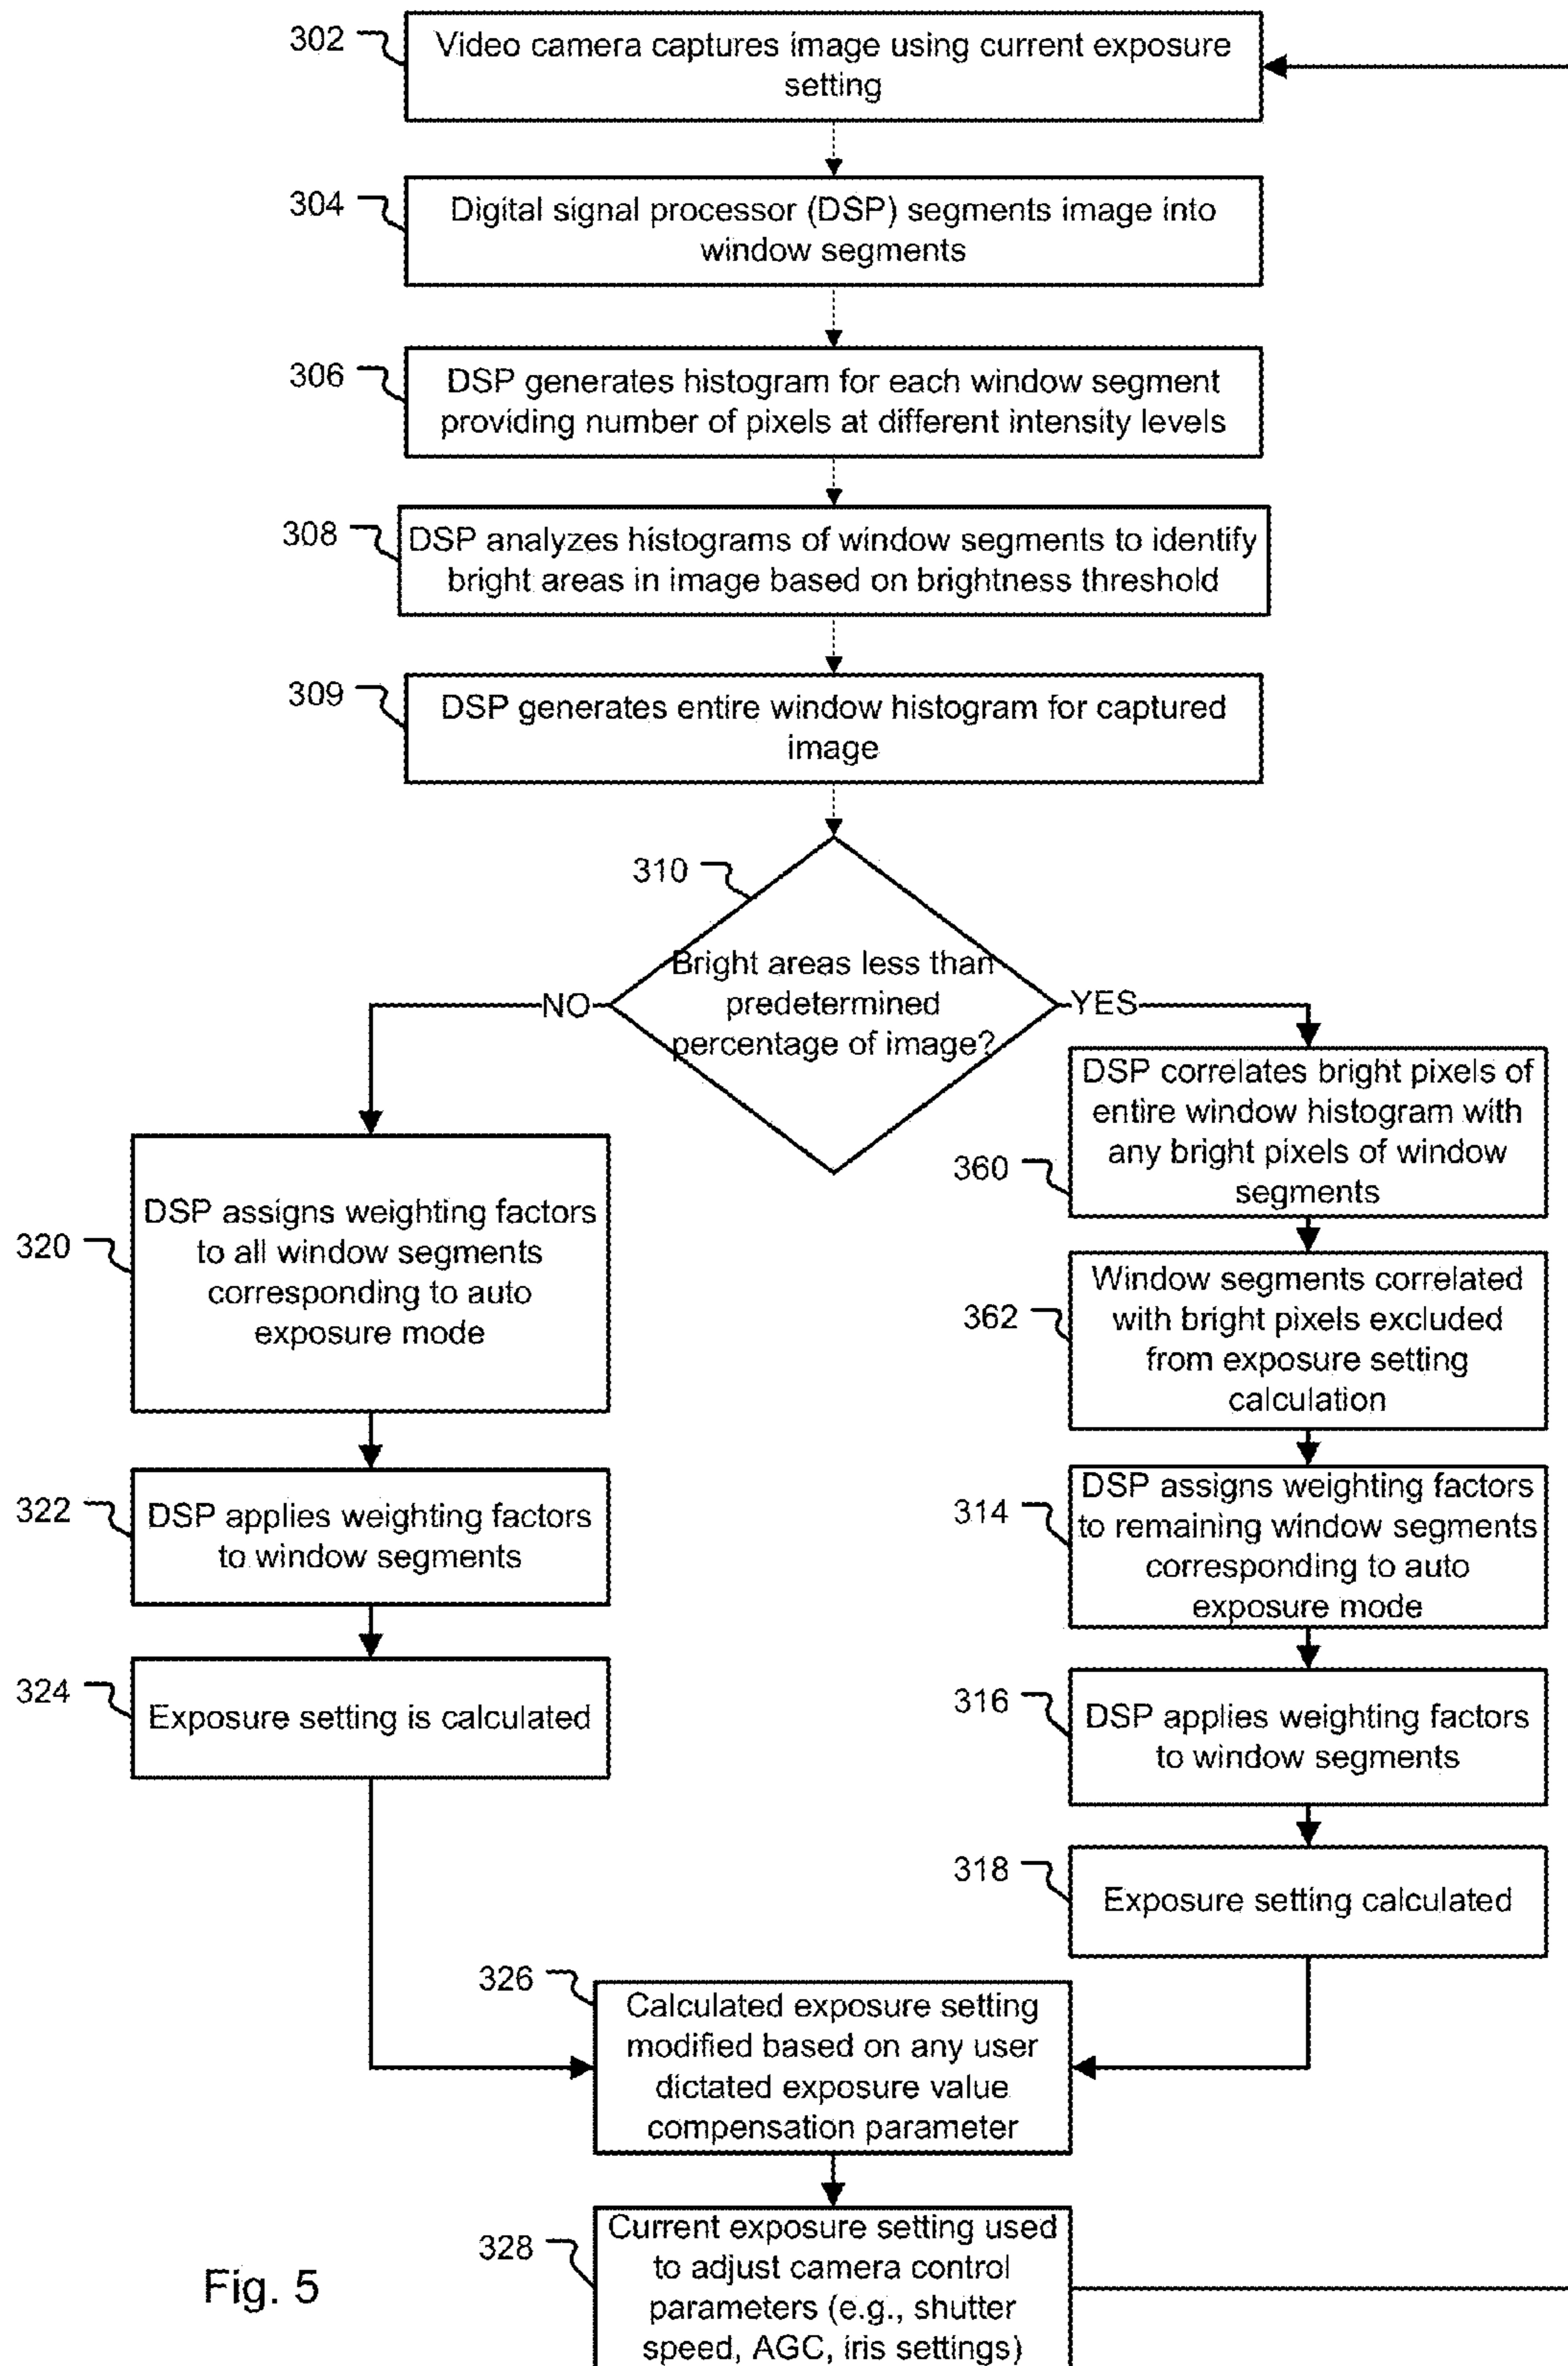 302
Video camera captures image using current exposure
setting
304
Digital signal processor (DSP) segments image into
window segments
306
DSP generates histogram for each window segment
providing number of pixels at different intensity levels
308
DSP analyzes histograms of window segments to identify
bright areas in image based on brightness threshold
309
DSP generates entire window histogram for captured
image
310
Bright areas less than
predetermined
percentage of image?
NO
YES
320
DSP assigns weighting factors
to all window segments
corresponding to auto
exposure mode
322
DSP applies weighting factors
to window segments
324
Exposure setting is calculated
360
DSP correlates bright pixels of
entire window histogram with
any bright pixels of window
segments
362
Window segments correlated
with bright pixels excluded
from exposure setting
calculation
314
DSP assigns weighting factors
to remaining window segments
corresponding to auto
exposure mode
316
DSP applies weighting factors
to window segments
318
Exposure setting calculated
326
Calculated exposure setting
modified based on any user
dictated exposure value
compensation parameter
328
Current exposure setting used
to adjust camera control
parameters (e.g., shutter
speed, AGC, iris settings)
Fig. 5